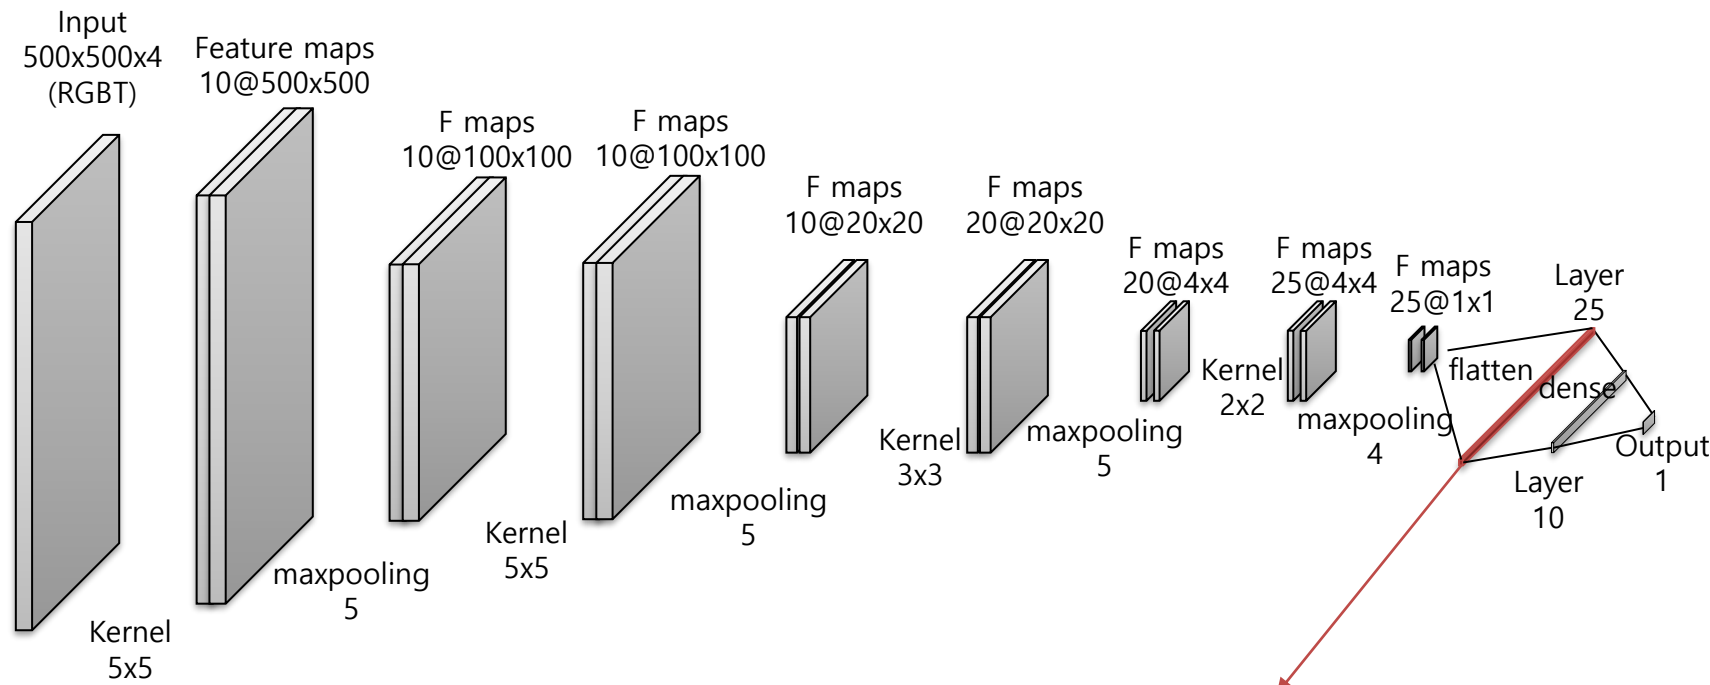 Input
500x500x4
(RGBT)
Feature maps
10@500x500
F maps
10@100x100
F maps
10@100x100
F maps
10@20x20
F maps
20@20x20
F maps
20@4x4
F maps
25@4x4
F maps
25@1x1
Layer
25
flatten
dense
Kernel
5x5
maxpooling
5
Kernel
5x5
maxpooling
5
Kernel
3x3
maxpooling
5
Kernel
2x2
maxpooling
4
Layer
10
Output
1